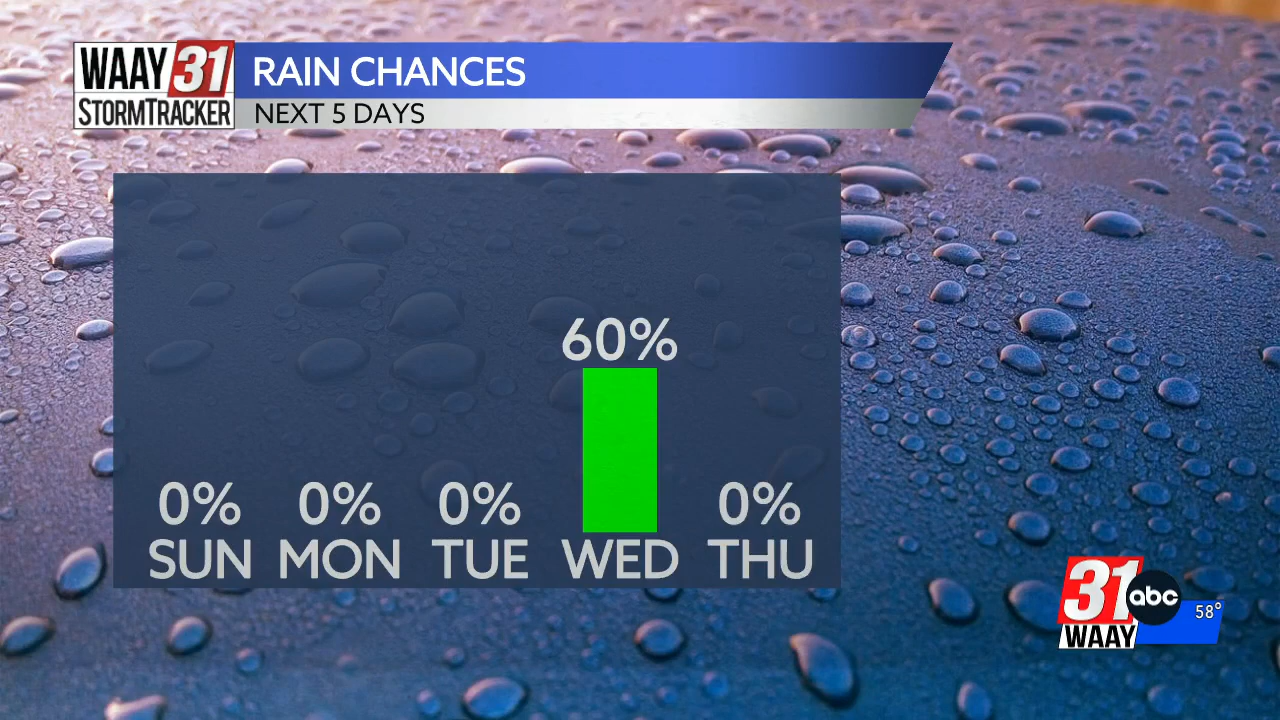 WAAY 31
STORMTRACKER
RAIN CHANCES
NEXT 5 DAYS
60%
0% 0% 0% 0%
SUN MON TUE WED THU
31
abc
58°
WAAY